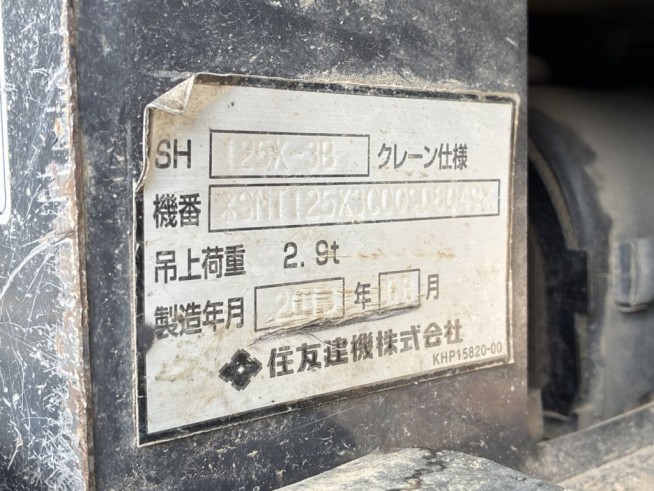 SH 125X-3B クレーン仕様
機番
吊上荷重 2.9t
製造年月 年 月
住友建機株式会社
KHP15820-00